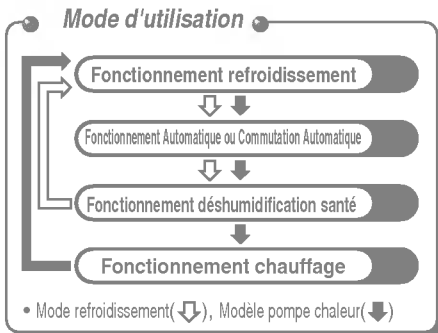 Mode d'utilisation
Fonctionnement refroidissement
Fonctionnement Automatique ou Commutation Automatique
Fonctionnement déshumidification santé
Fonctionnement chauffage
• Mode refroidissement(⇩), Modèle pompe chaleur(🡇)